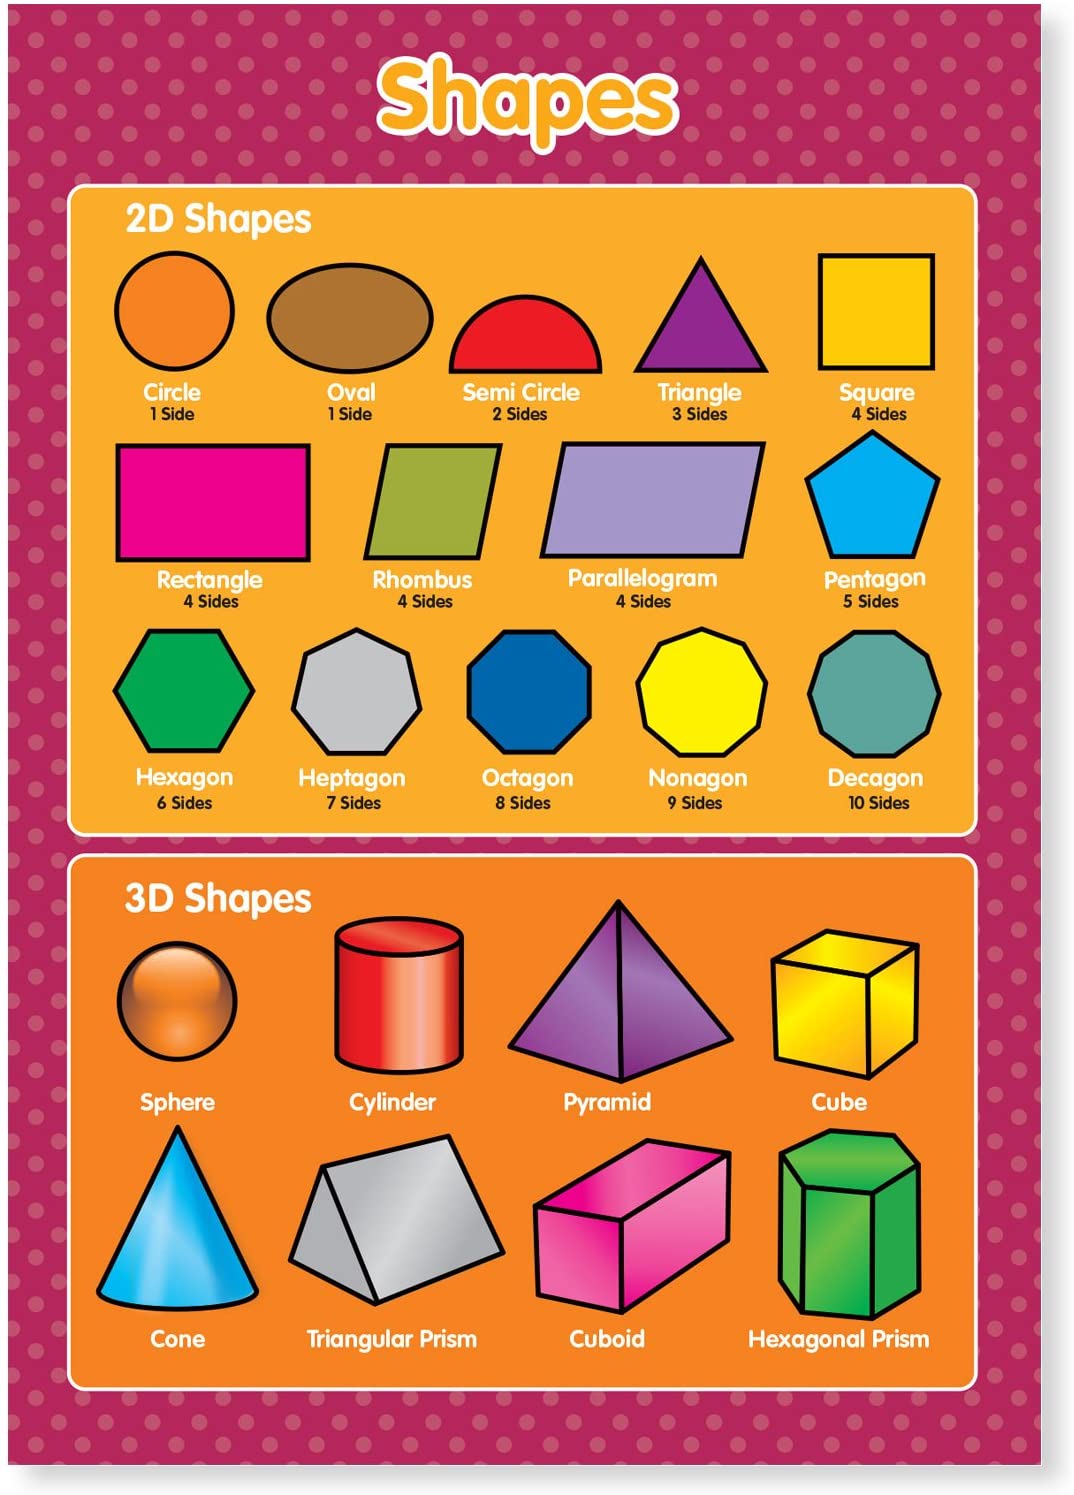 Shapes
2D Shapes
Circle
1 Side
Oval
1 Side
Semi Circle
2 Sides
Triangle
3 Sides
Square
4 Sides
Rectangle
4 Sides
Rhombus
4 Sides
Parallelogram
4 Sides
Pentagon
5 Sides
Hexagon
6 Sides
Heptagon
7 Sides
Octagon
8 Sides
Nonagon
9 Sides
Decagon
10 Sides
3D Shapes
Sphere
Cylinder
Pyramid
Cube
Cone
Triangular Prism
Cuboid
Hexagonal Prism